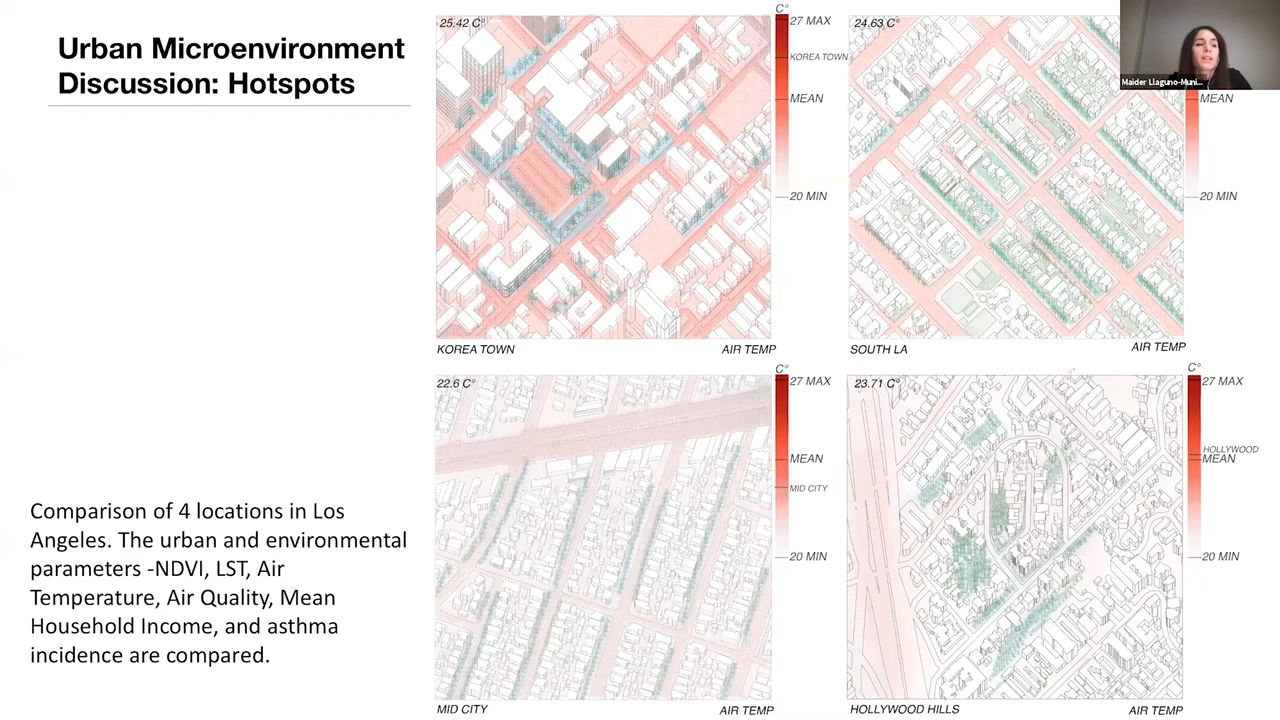 Urban Microenvironment
Discussion: Hotspots
Comparison of 4 locations in Los
Angeles. The urban and environmental
parameters -NDVI, LST, Air
Temperature, Air Quality, Mean
Household Income, and asthma
incidence are compared.
25.42 C°
C°
27 MAX
KOREA TOWN
MEAN
20 MIN
KOREA TOWN
AIR TEMP
24.63 C°
MEAN
20 MIN
SOUTH LA
AIR TEMP
22.6 C°
C°
27 MAX
MEAN
MID CITY
20 MIN
MID CITY
AIR TEMP
23.71 C°
C°
27 MAX
HOLLYWOOD
MEAN
20 MIN
HOLLYWOOD HILLS
AIR TEMP
Maider Llaguno-Muni...